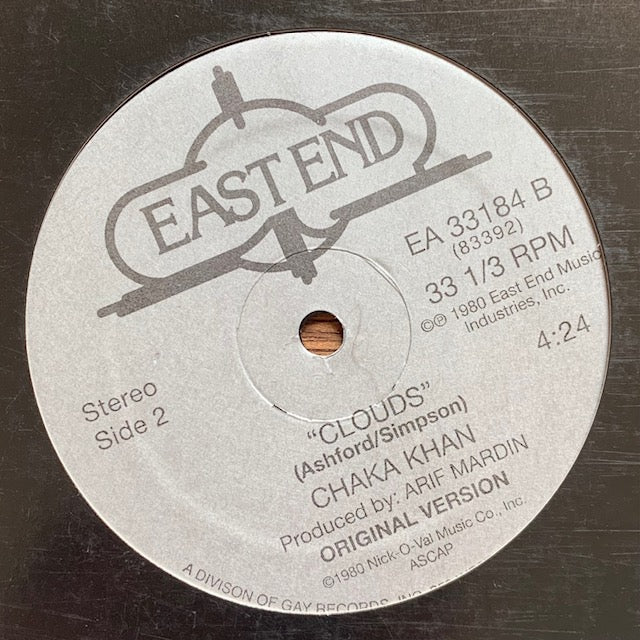 EAST END
EA 33184 B
(83392)
33 1/3 RPM
©℗ 1980 East End Music
Industries, Inc.
4:24
Stereo
Side 2
"CLOUDS"
(Ashford/Simpson)
CHAKA KHAN
Produced by: ARIF MARDIN
ORIGINAL VERSION
©1980 Nick-O-Val Music Co., Inc.
ASCAP
A DIVISON OF GAY RECORDS, INC.